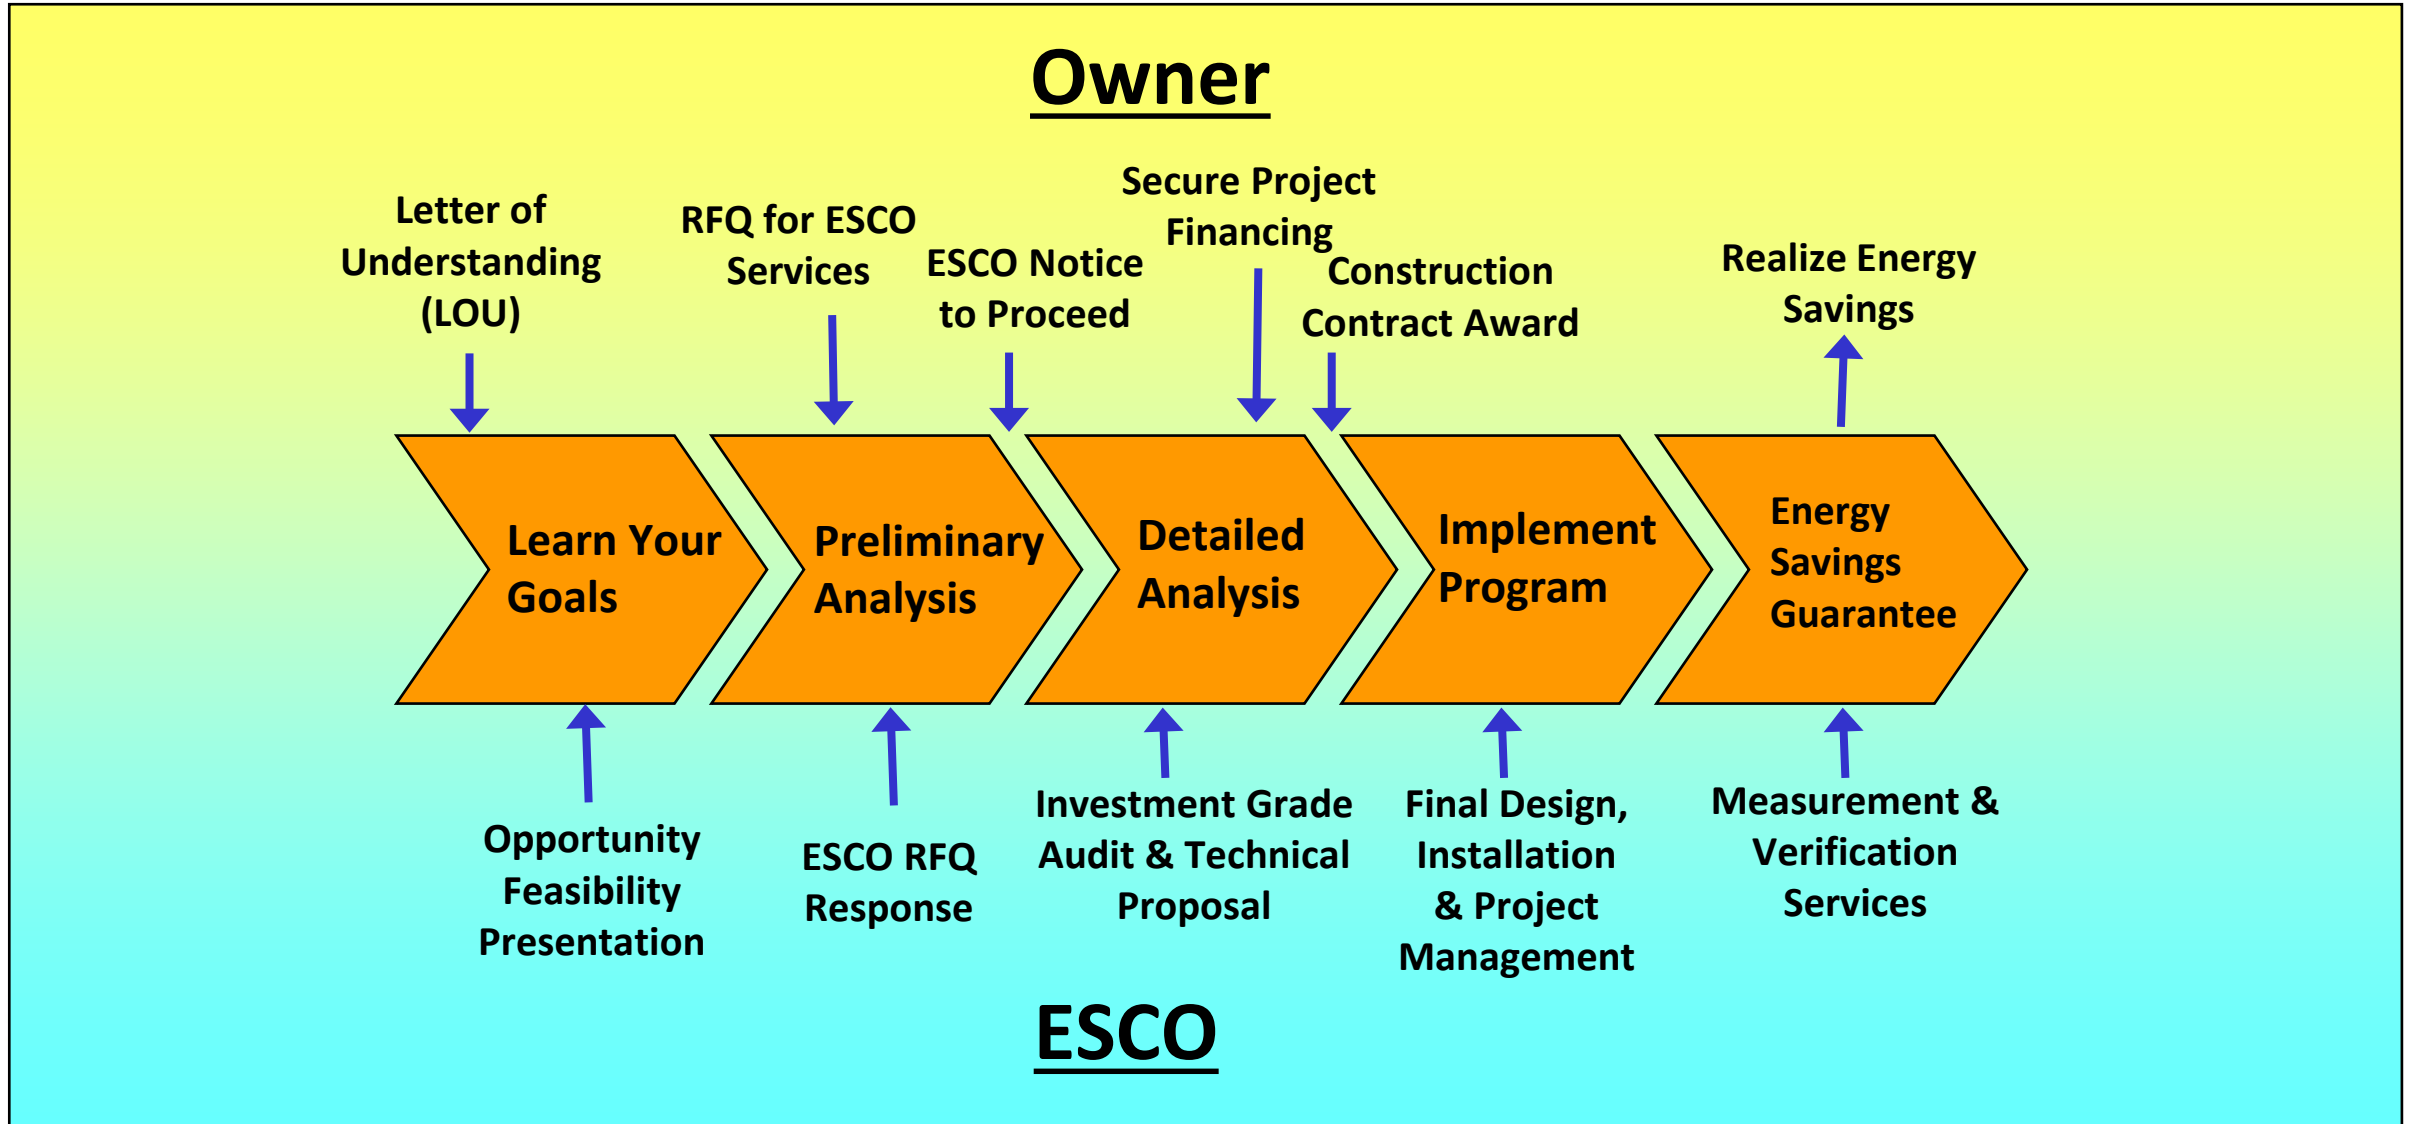 Owner
Letter of
Understanding
(LOU)
RFQ for ESCO
Services
ESCO Notice
to Proceed
Secure Project
Financing
Construction
Contract Award
Realize Energy
Savings
Learn Your
Goals
Preliminary
Analysis
Detailed
Analysis
Implement
Program
Energy
Savings
Guarantee
Opportunity
Feasibility
Presentation
ESCO RFQ
Response
Investment Grade
Audit & Technical
Proposal
Final Design,
Installation
& Project
Management
Measurement &
Verification
Services
ESCO